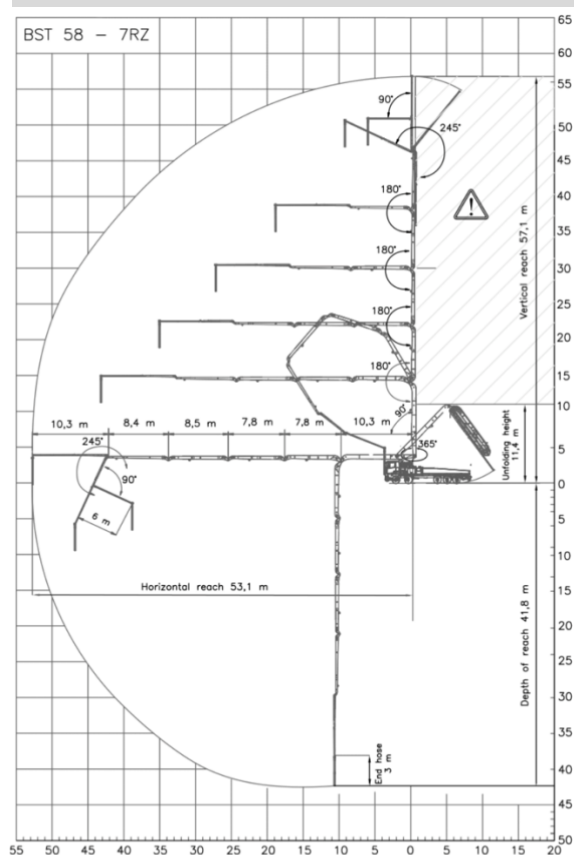 BST 58 – 7RZ
65
60
55
50
45
40
35
30
25
20
15
10
5
0
5
10
15
20
25
30
35
40
45
50
90°
245°
180°
180°
180°
180°
90°
365°
Vertical reach 57,1 m
Unfolding height
11,4 m
10,3 m
8,4 m
8,5 m
7,8 m
7,8 m
10,3 m
245°
90°
6 m
Horizontal reach 53,1 m
Depth of reach 41,8 m
End hose
3 m
55 50 45 40 35 30 25 20 15 10 5 0 5 10 15 20